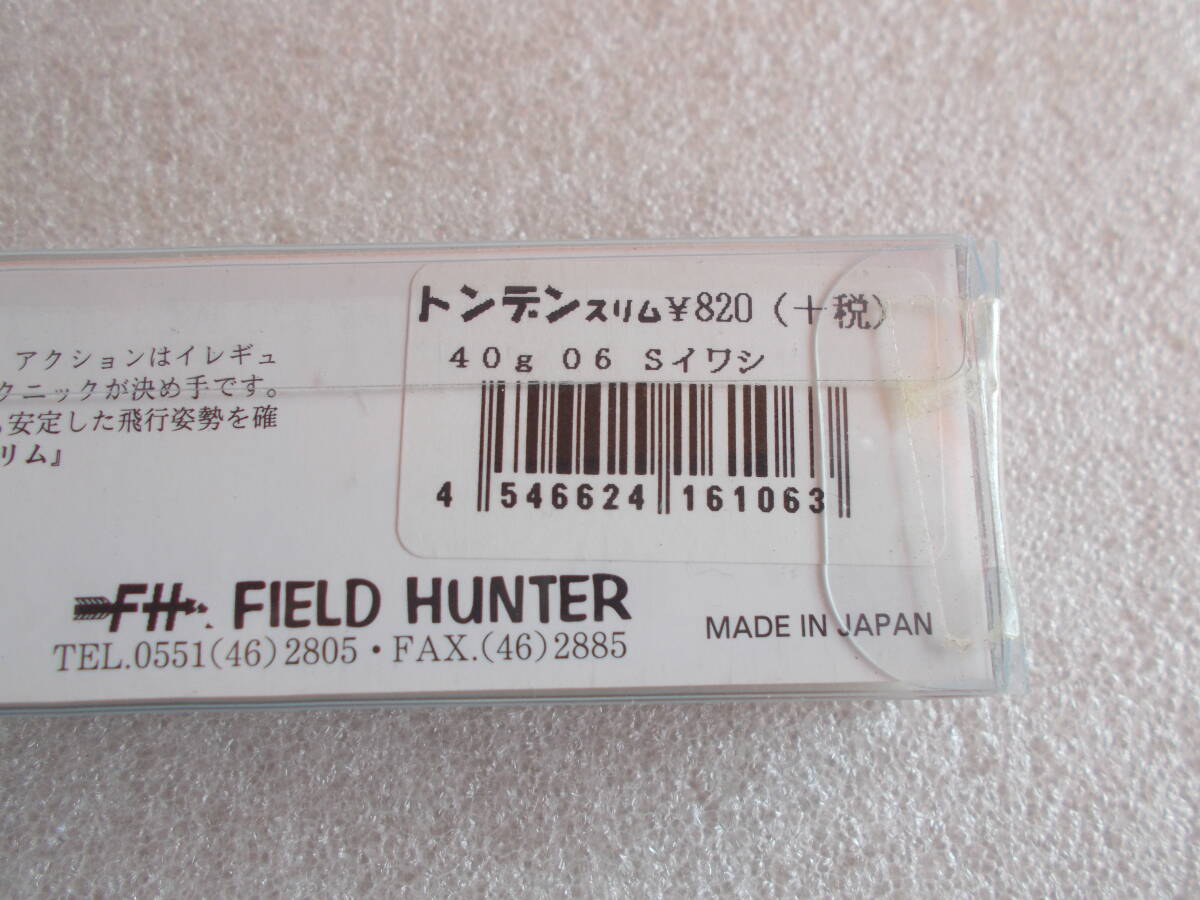 トンデンスリム¥820(+税)
40g 06 Sイワシ
4 546624 161063
アクションはイレギュ
クニックが決め手です。
安定した飛行姿勢を確
リム』
FH. FIELD HUNTER
TEL.0551(46)2805・FAX.(46)2885
MADE IN JAPAN